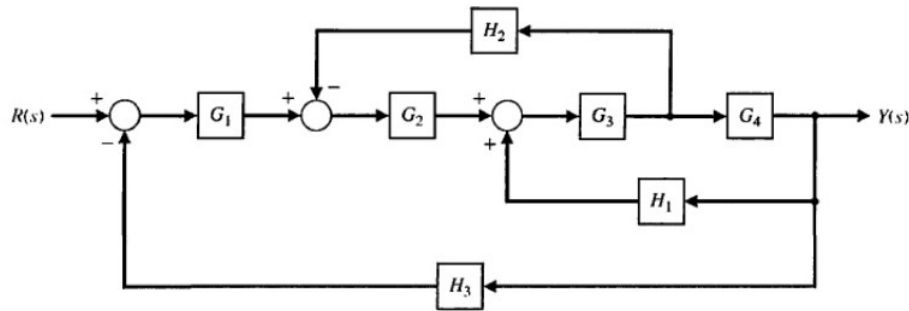 H₂
−
R(s) + G₁ + G₂ + G₃ G₄ Y(s)
− +
H₁
H₃